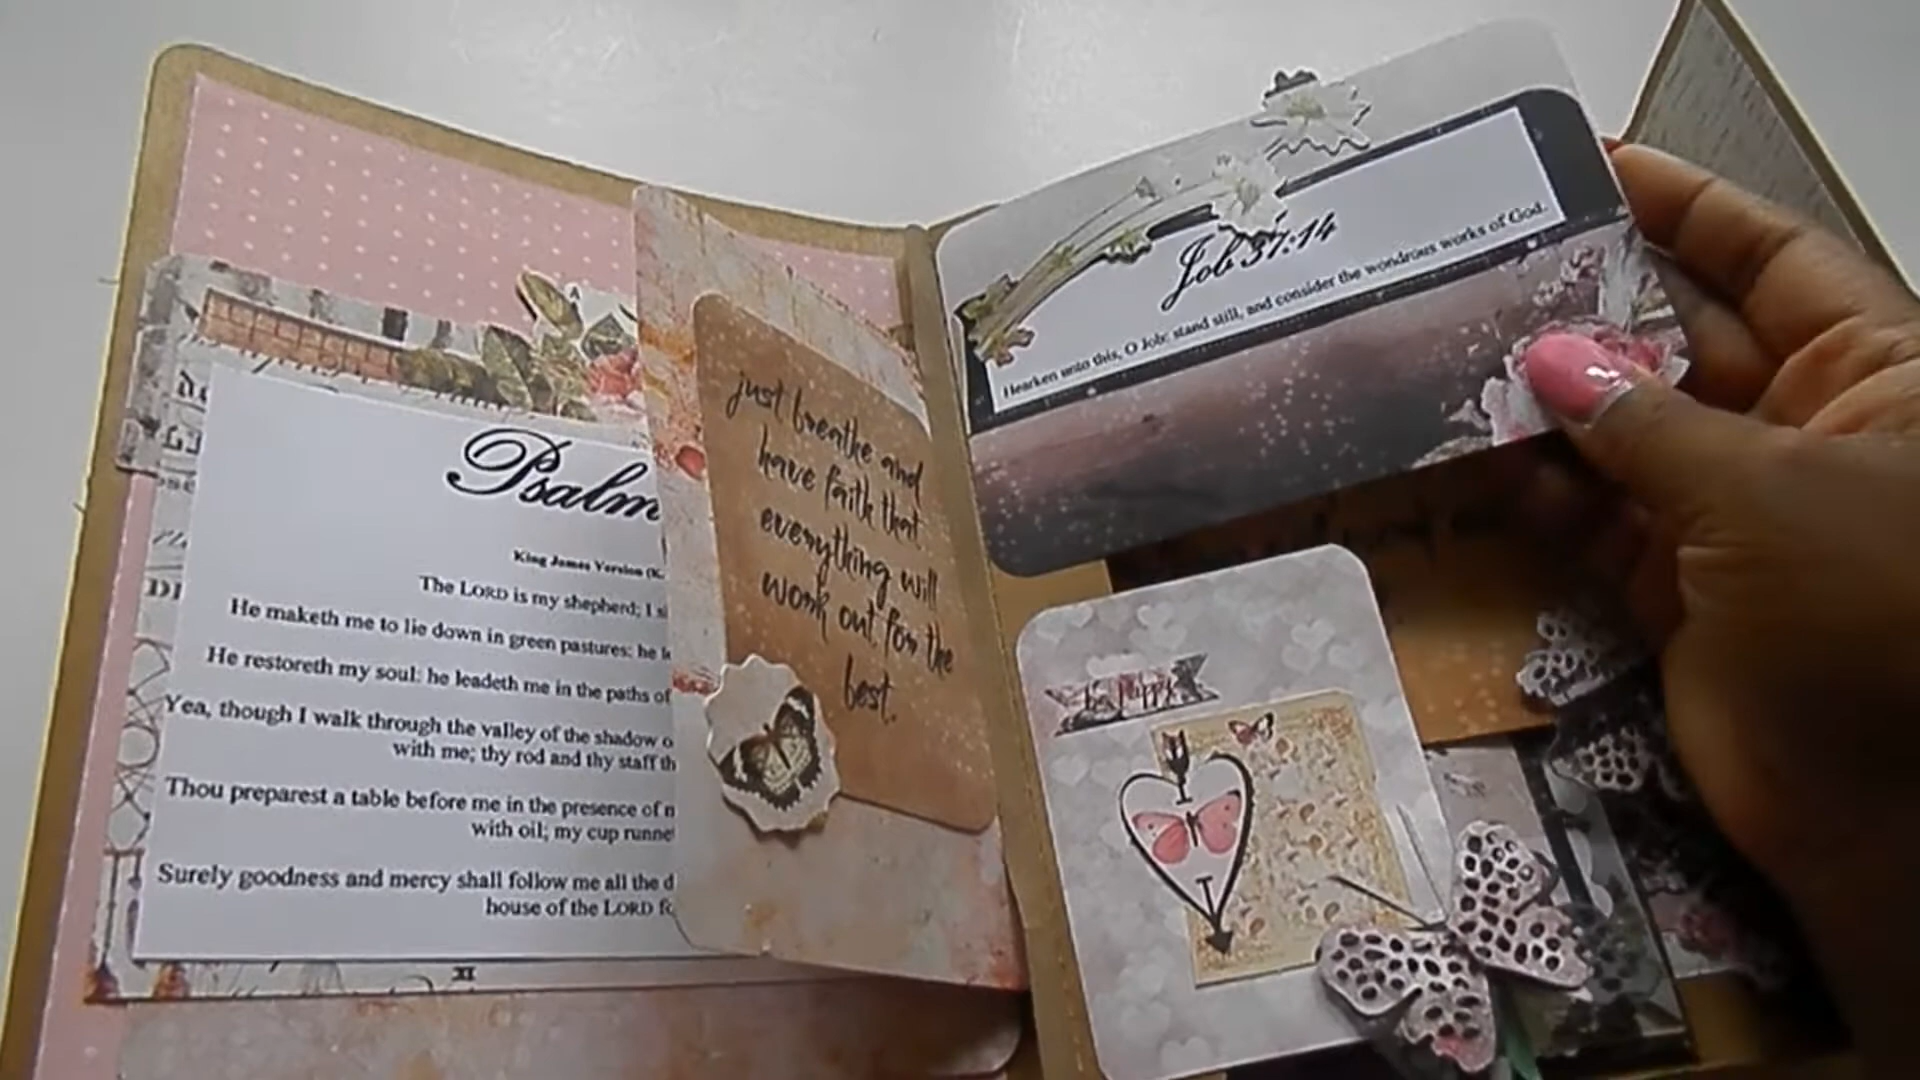 Psalm
King James Version (K
The LORD is my shepherd; I
He maketh me to lie down in green pastures: he
He restoreth my soul: he leadeth me in the paths of
Yea, though I walk through the valley of the shadow
with me; thy rod and thy staff
Thou preparest a table before me in the presence of
with oil; my cup
Surely goodness and mercy shall follow me all the
house of the LORD
XI
just breathe and
have faith that
everything will
work out for the
best.
Job 37:14
Hearken unto this, O Job: stand still, and consider the wondrous works of God.
be happy